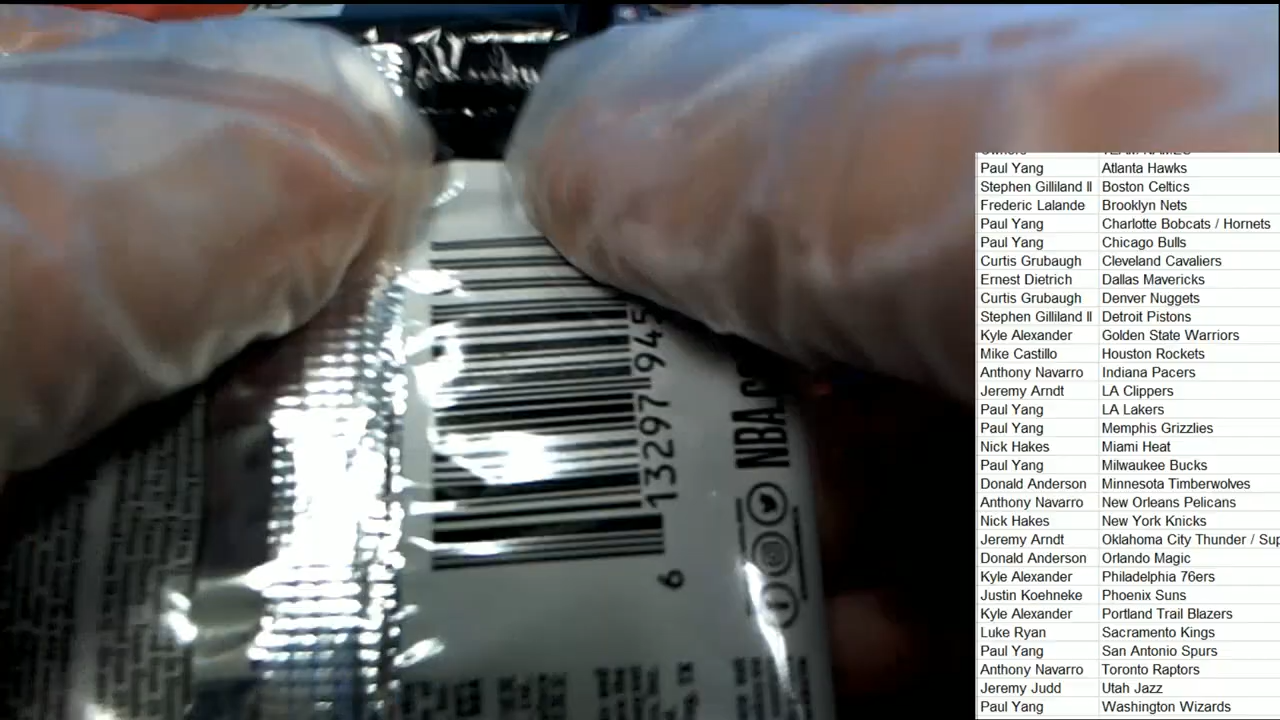 6 13297 945
NBA.c
Paul Yang Atlanta Hawks
Stephen Gilliland II Boston Celtics
Frederic Lalande Brooklyn Nets
Paul Yang Charlotte Bobcats / Hornets
Paul Yang Chicago Bulls
Curtis Grubaugh Cleveland Cavaliers
Ernest Dietrich Dallas Mavericks
Curtis Grubaugh Denver Nuggets
Stephen Gilliland II Detroit Pistons
Kyle Alexander Golden State Warriors
Mike Castillo Houston Rockets
Anthony Navarro Indiana Pacers
Jeremy Arndt LA Clippers
Paul Yang LA Lakers
Paul Yang Memphis Grizzlies
Nick Hakes Miami Heat
Paul Yang Milwaukee Bucks
Donald Anderson Minnesota Timberwolves
Anthony Navarro New Orleans Pelicans
Nick Hakes New York Knicks
Jeremy Arndt Oklahoma City Thunder / Sup
Donald Anderson Orlando Magic
Kyle Alexander Philadelphia 76ers
Justin Koehneke Phoenix Suns
Kyle Alexander Portland Trail Blazers
Luke Ryan Sacramento Kings
Paul Yang San Antonio Spurs
Anthony Navarro Toronto Raptors
Jeremy Judd Utah Jazz
Paul Yang Washington Wizards